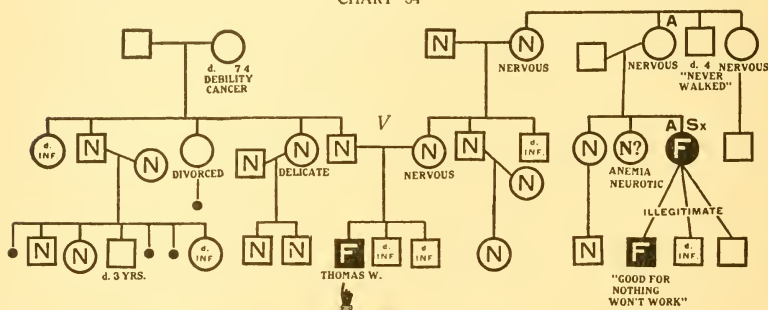 CHART 54
A
N N
d. 74
DEBILITY
CANCER
NERVOUS
NERVOUS
d. 4
"NEVER
WALKED"
NERVOUS
V
A Sx
d.
INF
N
N
DIVORCED
N
N
DELICATE
N
N
NERVOUS
N
N
d.
INF
N
N?
ANEMIA
NEUROTIC
F
ILLEGITIMATE
N
N
d. 3 YRS.
d.
INF
N
N
F
THOMAS W.
d.
INF
d.
INF
N
N
F
"GOOD FOR
NOTHING
WON'T WORK"
d.
INF.